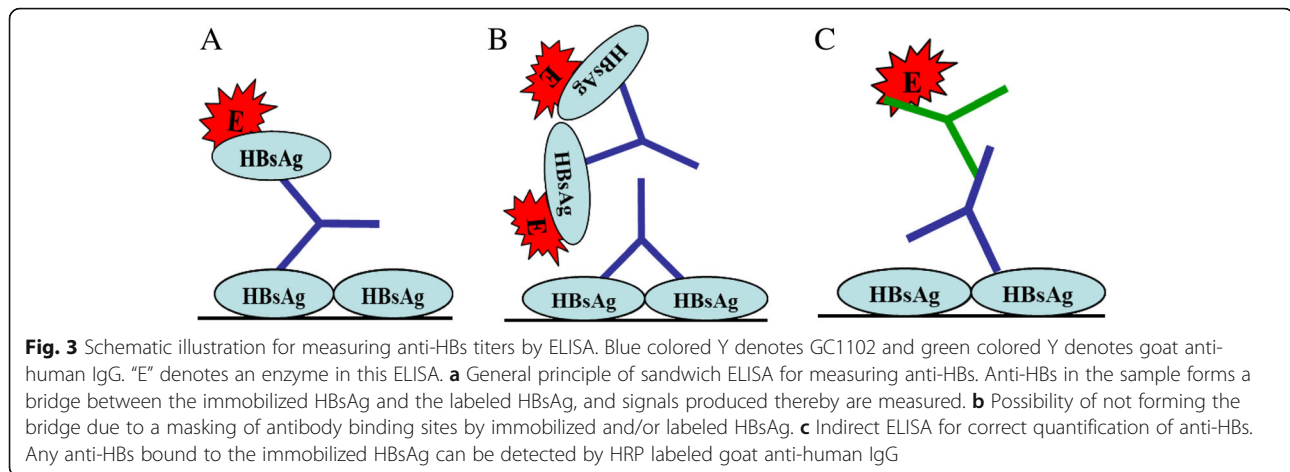 A
B
C
E
HBsAg
HBsAg
HBsAg
E
HBsAg
HBsAg
E
HBsAg
HBsAg
E
HBsAg
HBsAg
Fig. 3 Schematic illustration for measuring anti-HBs titers by ELISA. Blue colored Y denotes GC1102 and green colored Y denotes goat anti-
human IgG. “E” denotes an enzyme in this ELISA. a General principle of sandwich ELISA for measuring anti-HBs. Anti-HBs in the sample forms a
bridge between the immobilized HBsAg and the labeled HBsAg, and signals produced thereby are measured. b Possibility of not forming the
bridge due to a masking of antibody binding sites by immobilized and/or labeled HBsAg. c Indirect ELISA for correct quantification of anti-HBs.
Any anti-HBs bound to the immobilized HBsAg can be detected by HRP labeled goat anti-human IgG